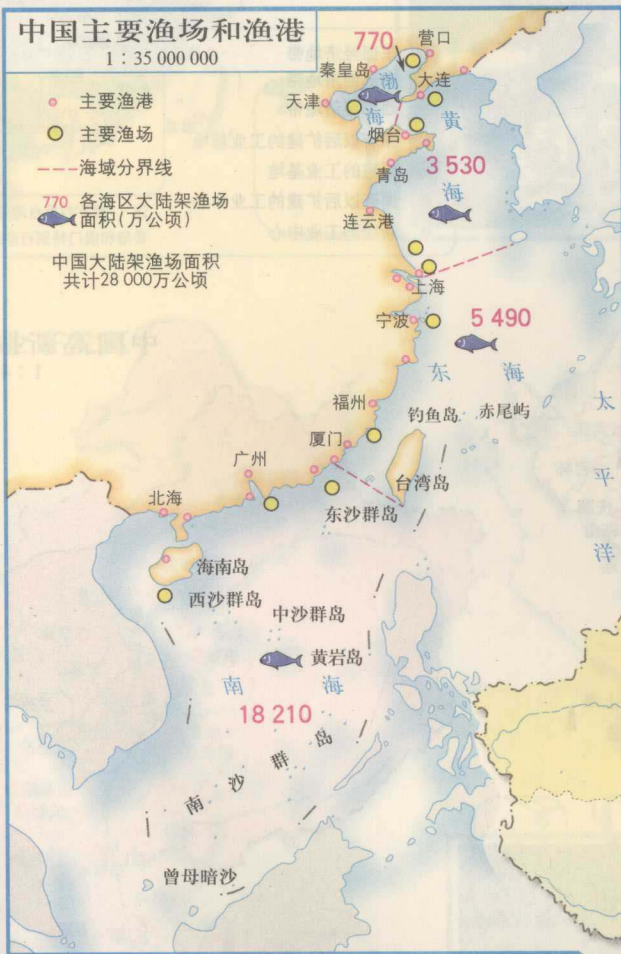 中国主要渔场和渔港
1：35 000 000
主要渔港
主要渔场
海域分界线
770 各海区大陆架渔场
面积(万公顷)
中国大陆架渔场面积
共计28 000万公顷
770
营口
秦皇岛
渤
大连
天津
海
黄
烟台
3 530
青岛
海
连云港
上海
宁波
5 490
东 海
福州
钓鱼岛
赤尾屿
太
厦门
平
广州
台湾岛
北海
东沙群岛
洋
海南岛
西沙群岛
中沙群岛
黄岩岛
南 海
18 210
南沙群岛
曾母暗沙